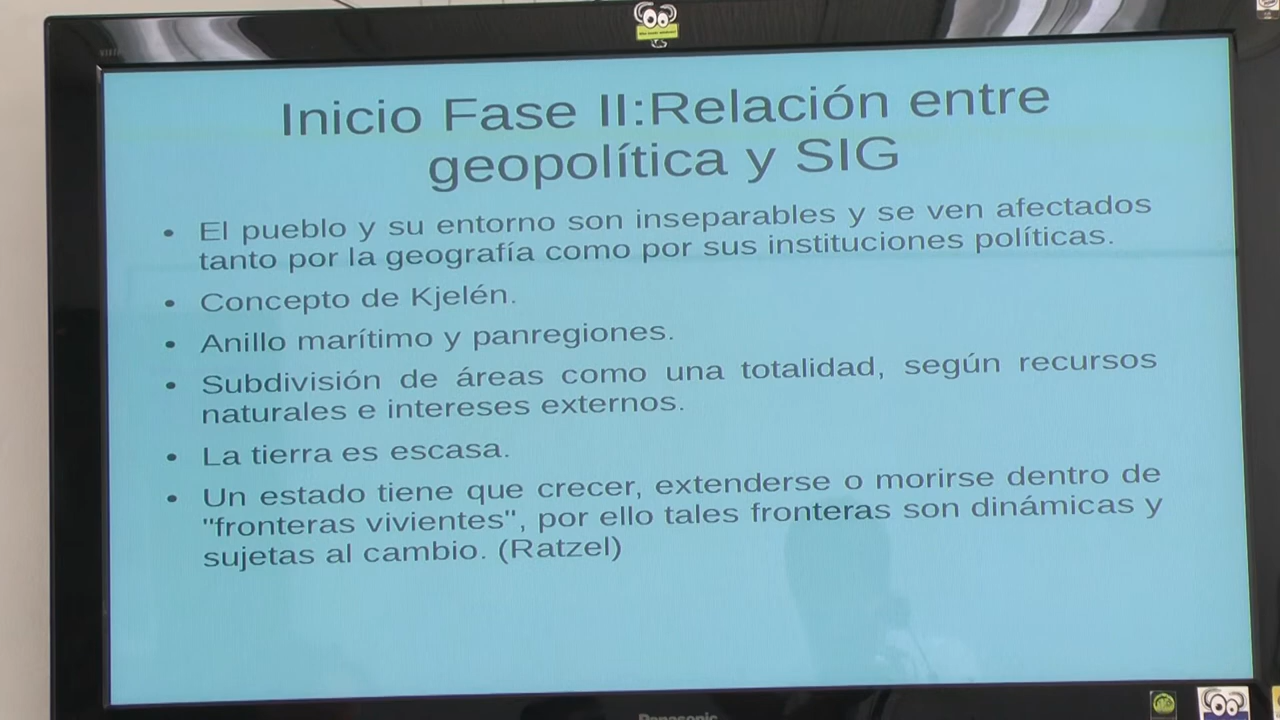 Inicio Fase II:Relación entre
geopolítica y SIG
• El pueblo y su entorno son inseparables y se ven afectados
tanto por la geografía como por sus instituciones políticas.
• Concepto de Kjelén.
• Anillo marítimo y panregiones.
• Subdivisión de áreas como una totalidad, según recursos
naturales e intereses externos.
• La tierra es escasa.
• Un estado tiene que crecer, extenderse o morirse dentro de
"fronteras vivientes", por ello tales fronteras son dinámicas y
sujetas al cambio. (Ratzel)
Panasonic